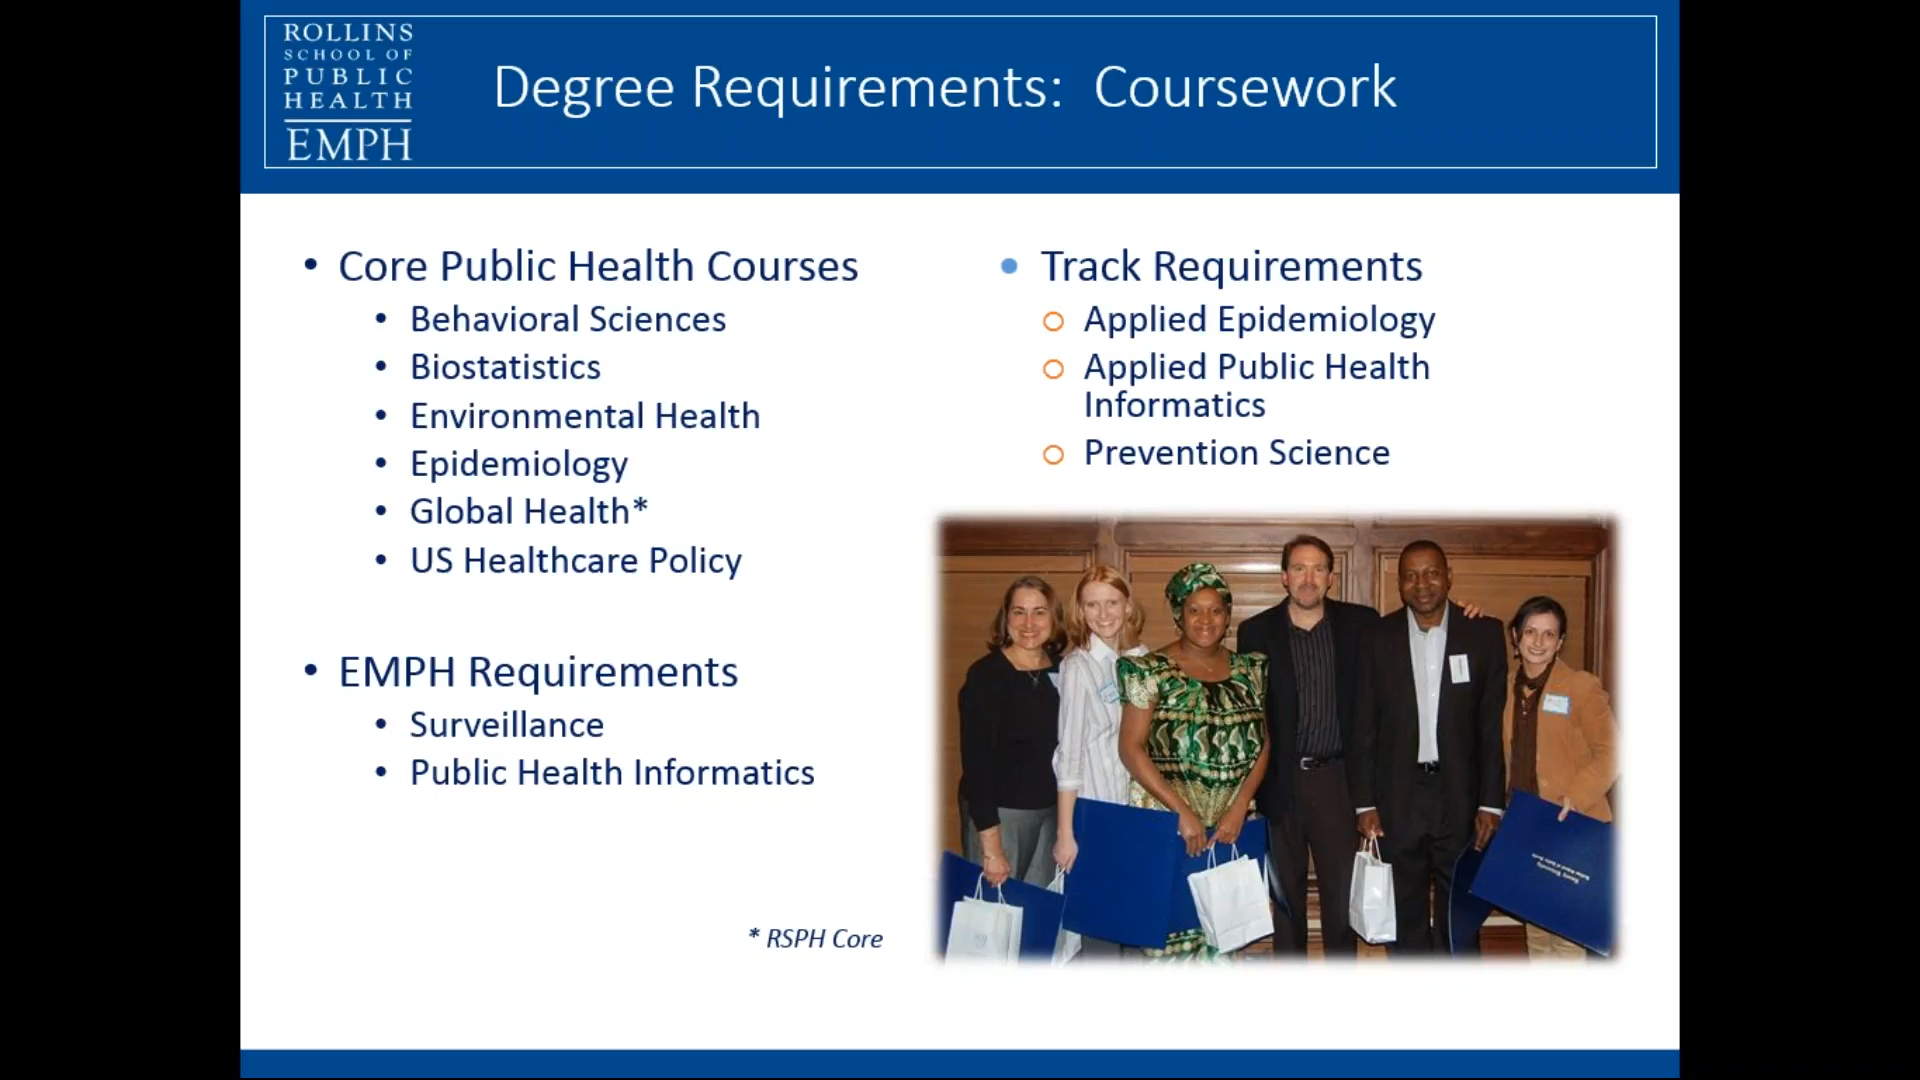 ROLLINS
SCHOOL OF
PUBLIC
HEALTH
EMPH
Degree Requirements: Coursework
• Core Public Health Courses
• Behavioral Sciences
• Biostatistics
• Environmental Health
• Epidemiology
• Global Health*
• US Healthcare Policy
• EMPH Requirements
• Surveillance
• Public Health Informatics
* RSPH Core
• Track Requirements
o Applied Epidemiology
o Applied Public Health
Informatics
o Prevention Science